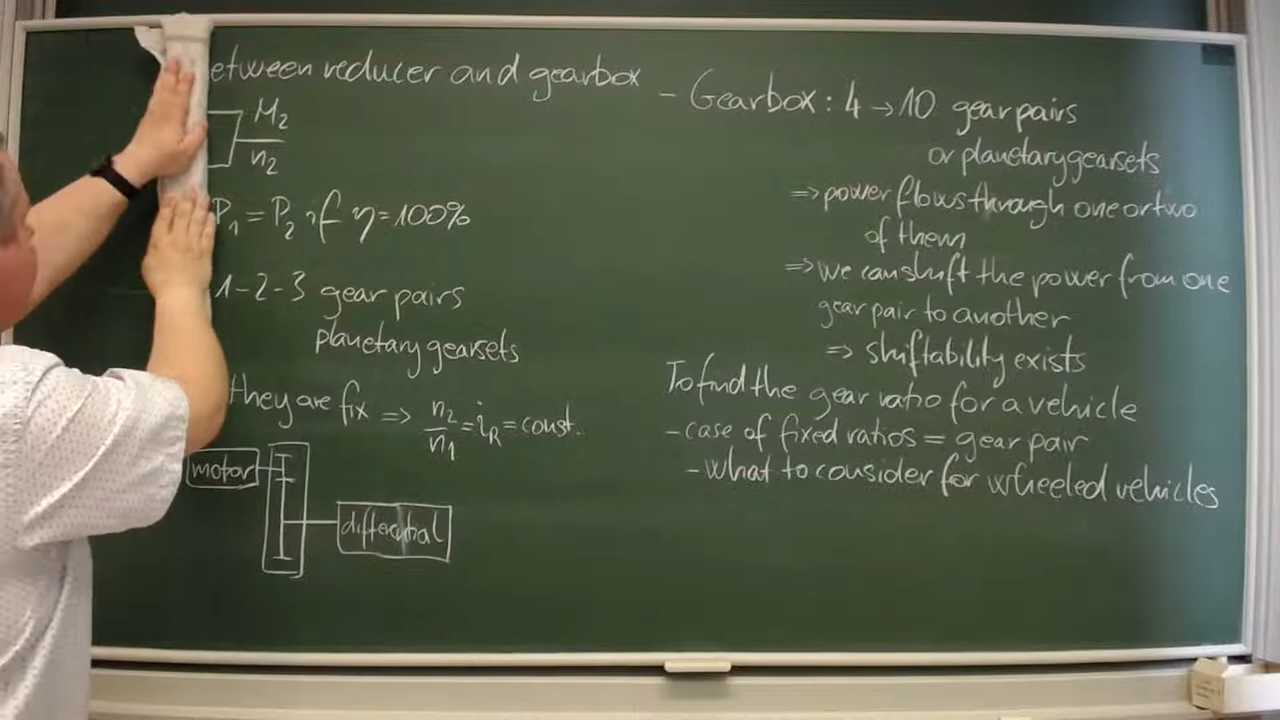 etween reducer and gearbox
M₂
n₂
P₁ = P₂ if η = 100%
1-2-3 gear pairs
planetary gearsets
they are fix => n₂/n₁ = i_R = const.
motor
differential
- Gearbox : 4 → 10 gear pairs
or planetary gearsets
=> power flows through one or two
of them
=> we can shift the power from one
gear pair to another
=> shiftability exists
To find the gear ratio for a vehicle
- case of fixed ratios = gear pair
- what to consider for wheeled vehicles